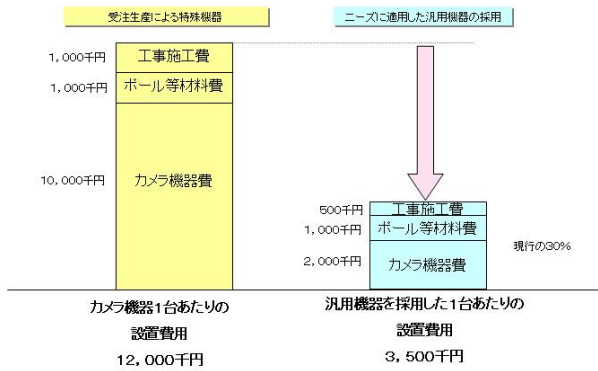 受注生産による特殊機器
ニーズに適用した汎用機器の採用
1,000千円
工事施工費
1,000千円
ポール等材料費
10,000千円
カメラ機器費
500千円
工事施工費
1,000千円
ポール等材料費
2,000千円
カメラ機器費
現行の30%
カメラ機器1台あたりの
設置費用
12,000千円
汎用機器を採用した1台あたりの
設置費用
3,500千円